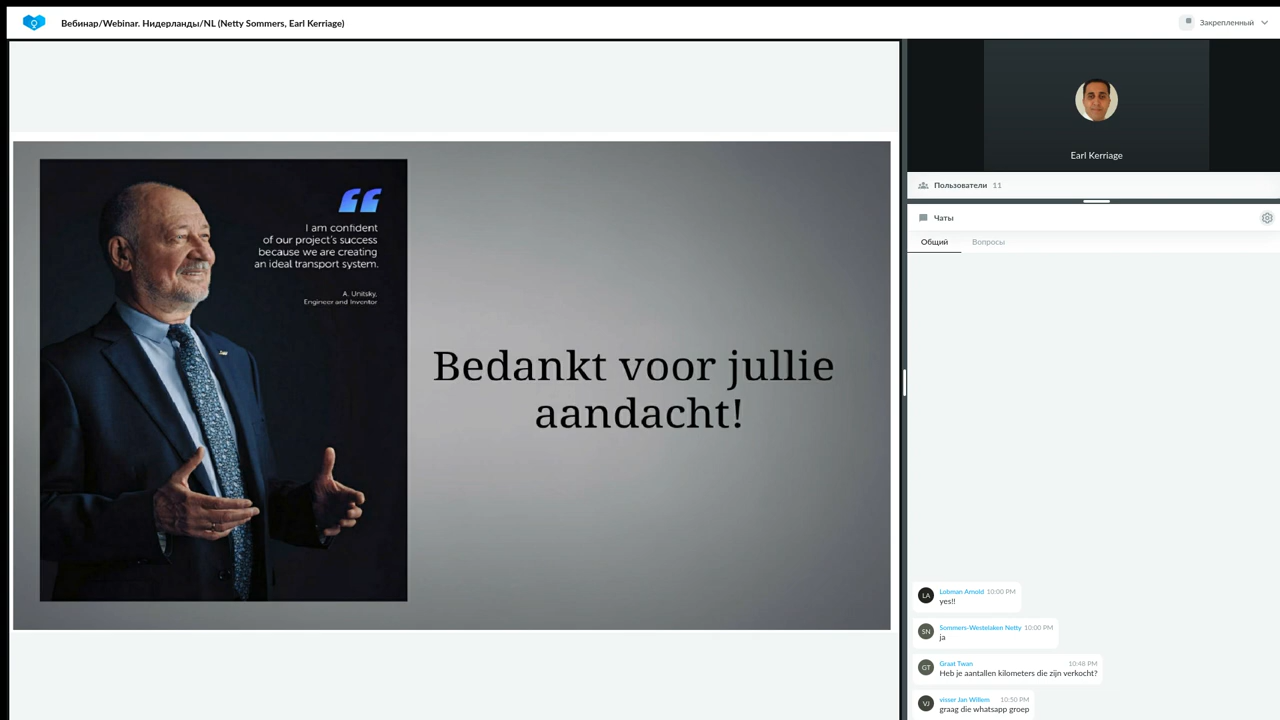 Вебинар/Webinar. Нидерланды/NL (Netty Sommers, Earl Kerriage)
Закрепленный
I am confident
of our project's success
because we are creating
an ideal transport system.
A. Unitsky,
Engineer and Inventor
Bedankt voor jullie
aandacht!
Earl Kerriage
Пользователи 11
Чаты
Общий Вопросы
LA Lobman Arnold 10:00 PM
yes!!
SN Sommers-Westelaken Netty 10:00 PM
ja
GT Graat Twan 10:48 PM
Heb je aantallen kilometers die zijn verkocht?
VJ visser Jan Willem 10:50 PM
graag die whatsapp groep